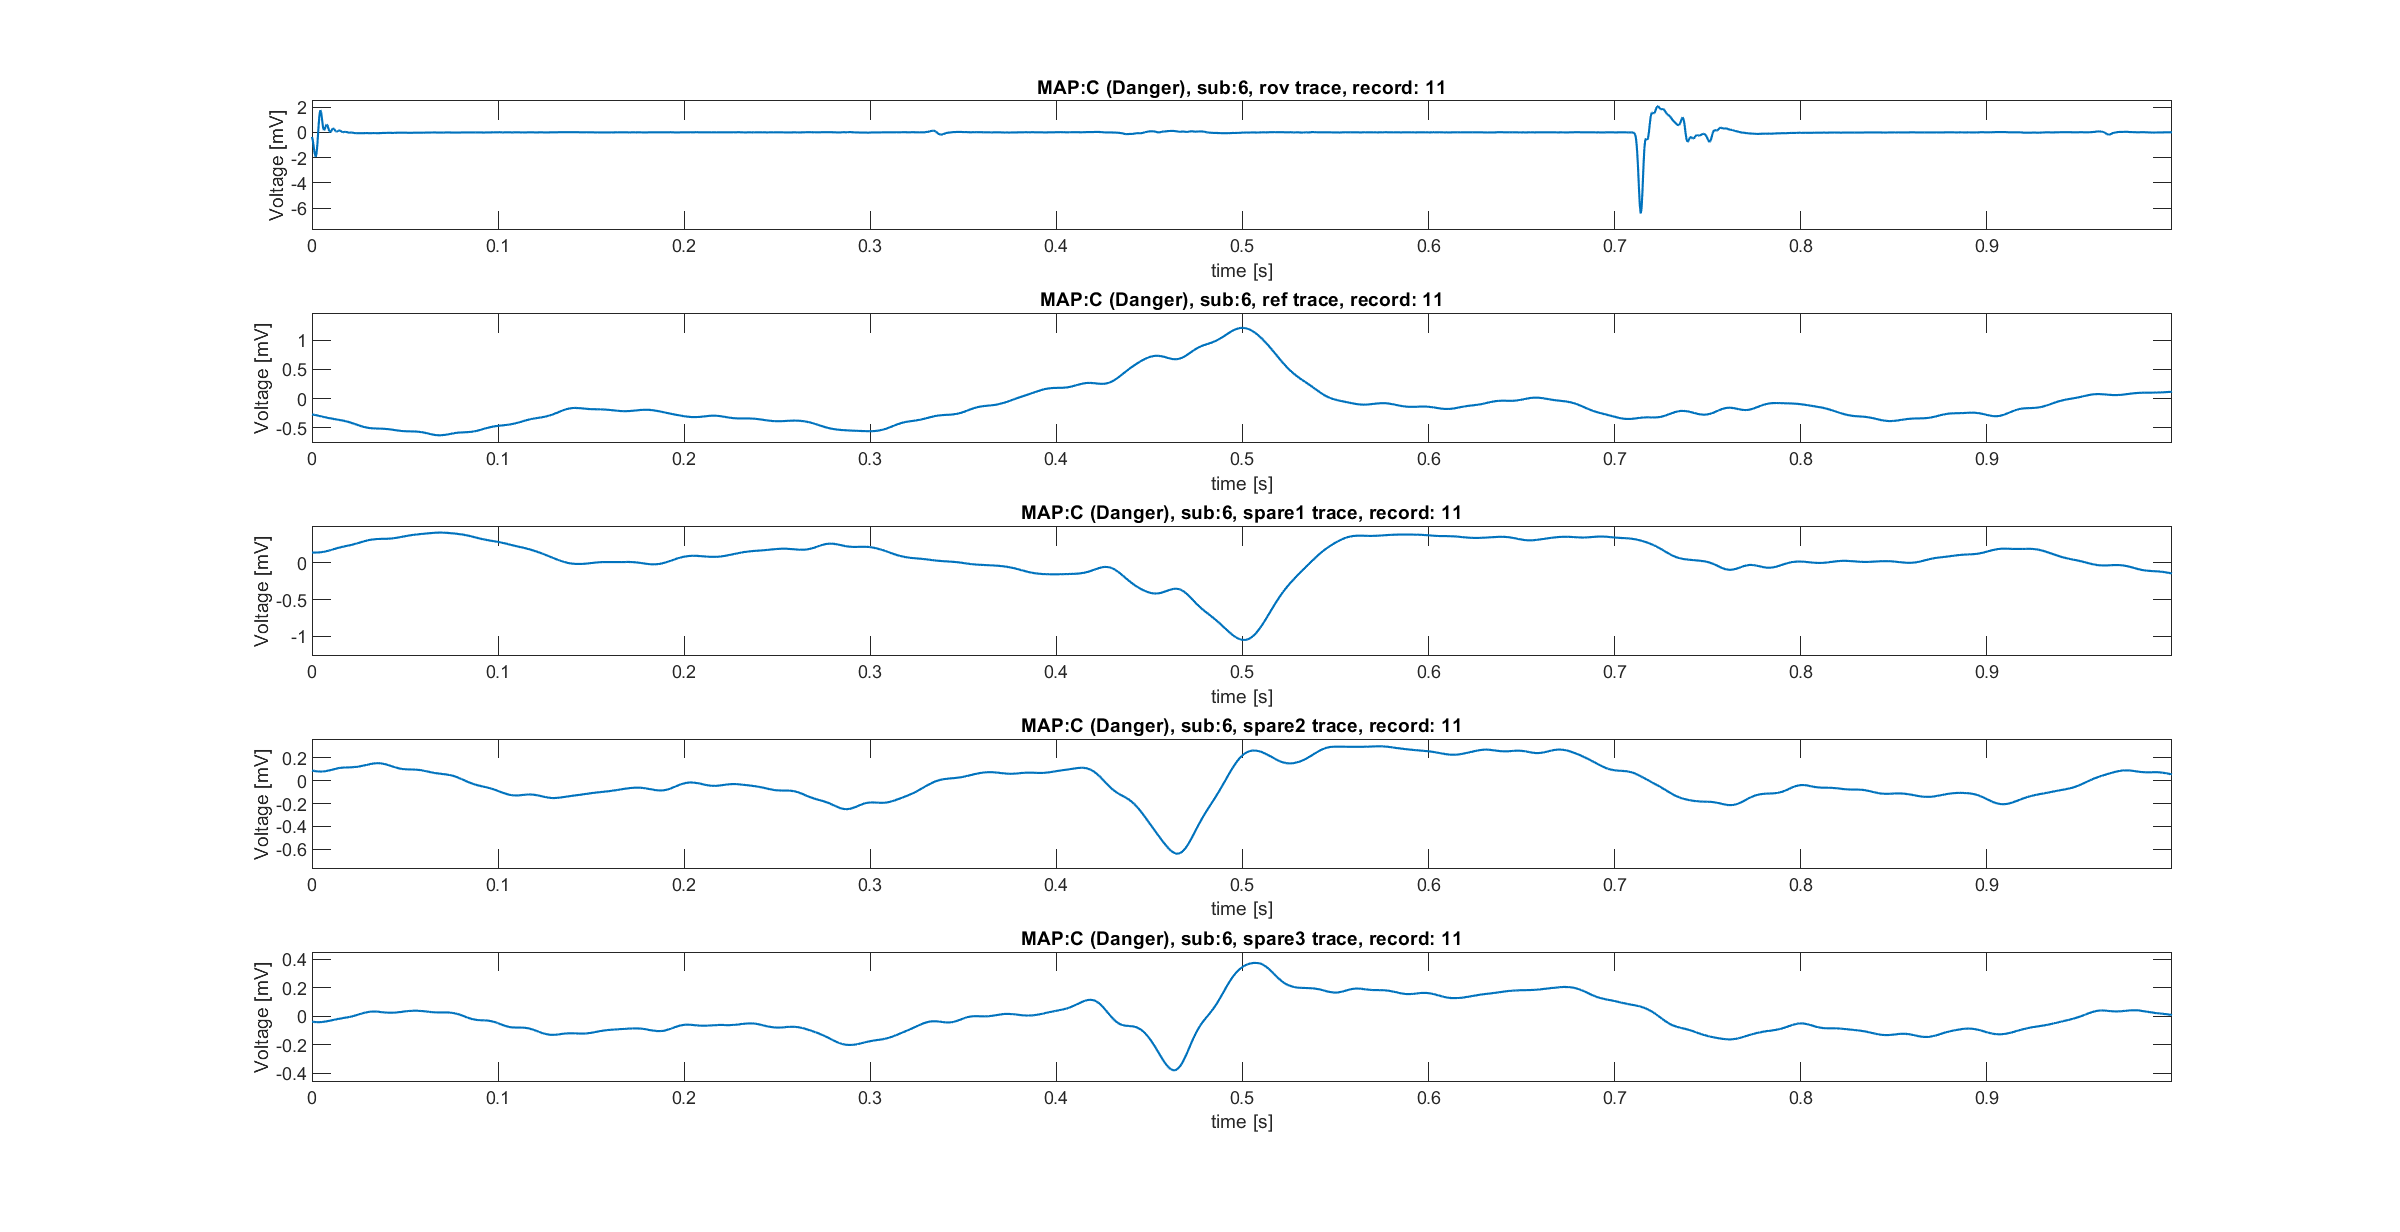 MAP:C (Danger), sub:6, rov trace, record: 11
Voltage [mV]
2
0
-2
-4
-6
0 0.1 0.2 0.3 0.4 0.5 0.6 0.7 0.8 0.9
time [s]
MAP:C (Danger), sub:6, ref trace, record: 11
Voltage [mV]
1
0.5
0
-0.5
0 0.1 0.2 0.3 0.4 0.5 0.6 0.7 0.8 0.9
time [s]
MAP:C (Danger), sub:6, spare1 trace, record: 11
Voltage [mV]
0
-0.5
-1
0 0.1 0.2 0.3 0.4 0.5 0.6 0.7 0.8 0.9
time [s]
MAP:C (Danger), sub:6, spare2 trace, record: 11
Voltage [mV]
0.2
0
-0.2
-0.4
-0.6
0 0.1 0.2 0.3 0.4 0.5 0.6 0.7 0.8 0.9
time [s]
MAP:C (Danger), sub:6, spare3 trace, record: 11
Voltage [mV]
0.4
0.2
0
-0.2
-0.4
0 0.1 0.2 0.3 0.4 0.5 0.6 0.7 0.8 0.9
time [s]